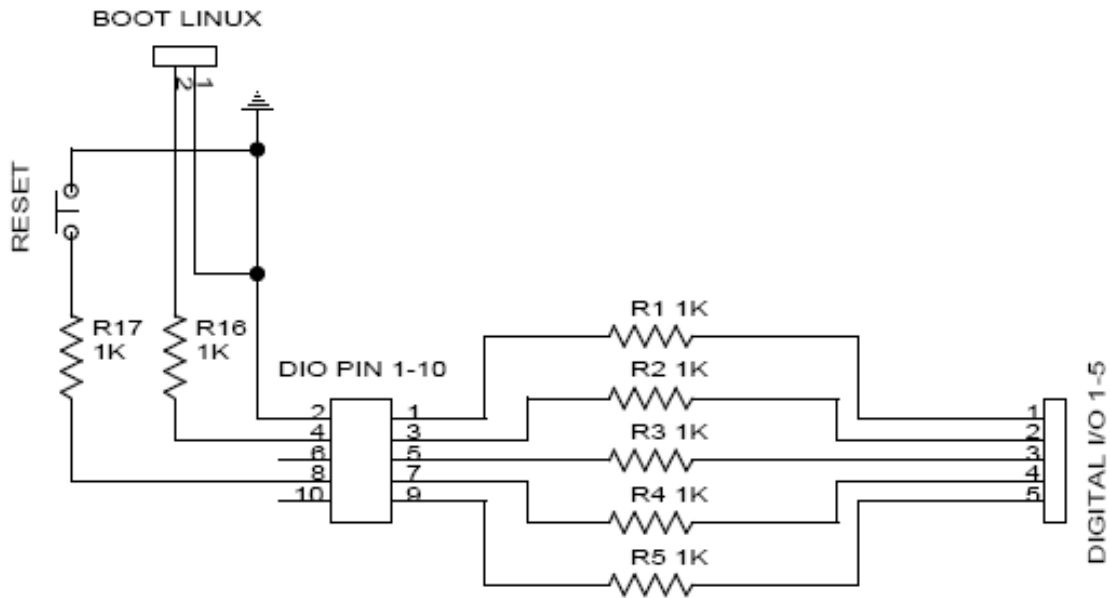 BOOT LINUX
2 1
RESET
R17
1K
R16
1K
DIO PIN 1-10
2
4
6
8
10
1
3
5
7
9
R1 1K
R2 1K
R3 1K
R4 1K
R5 1K
1
2
3
4
5
DIGITAL I/O 1-5